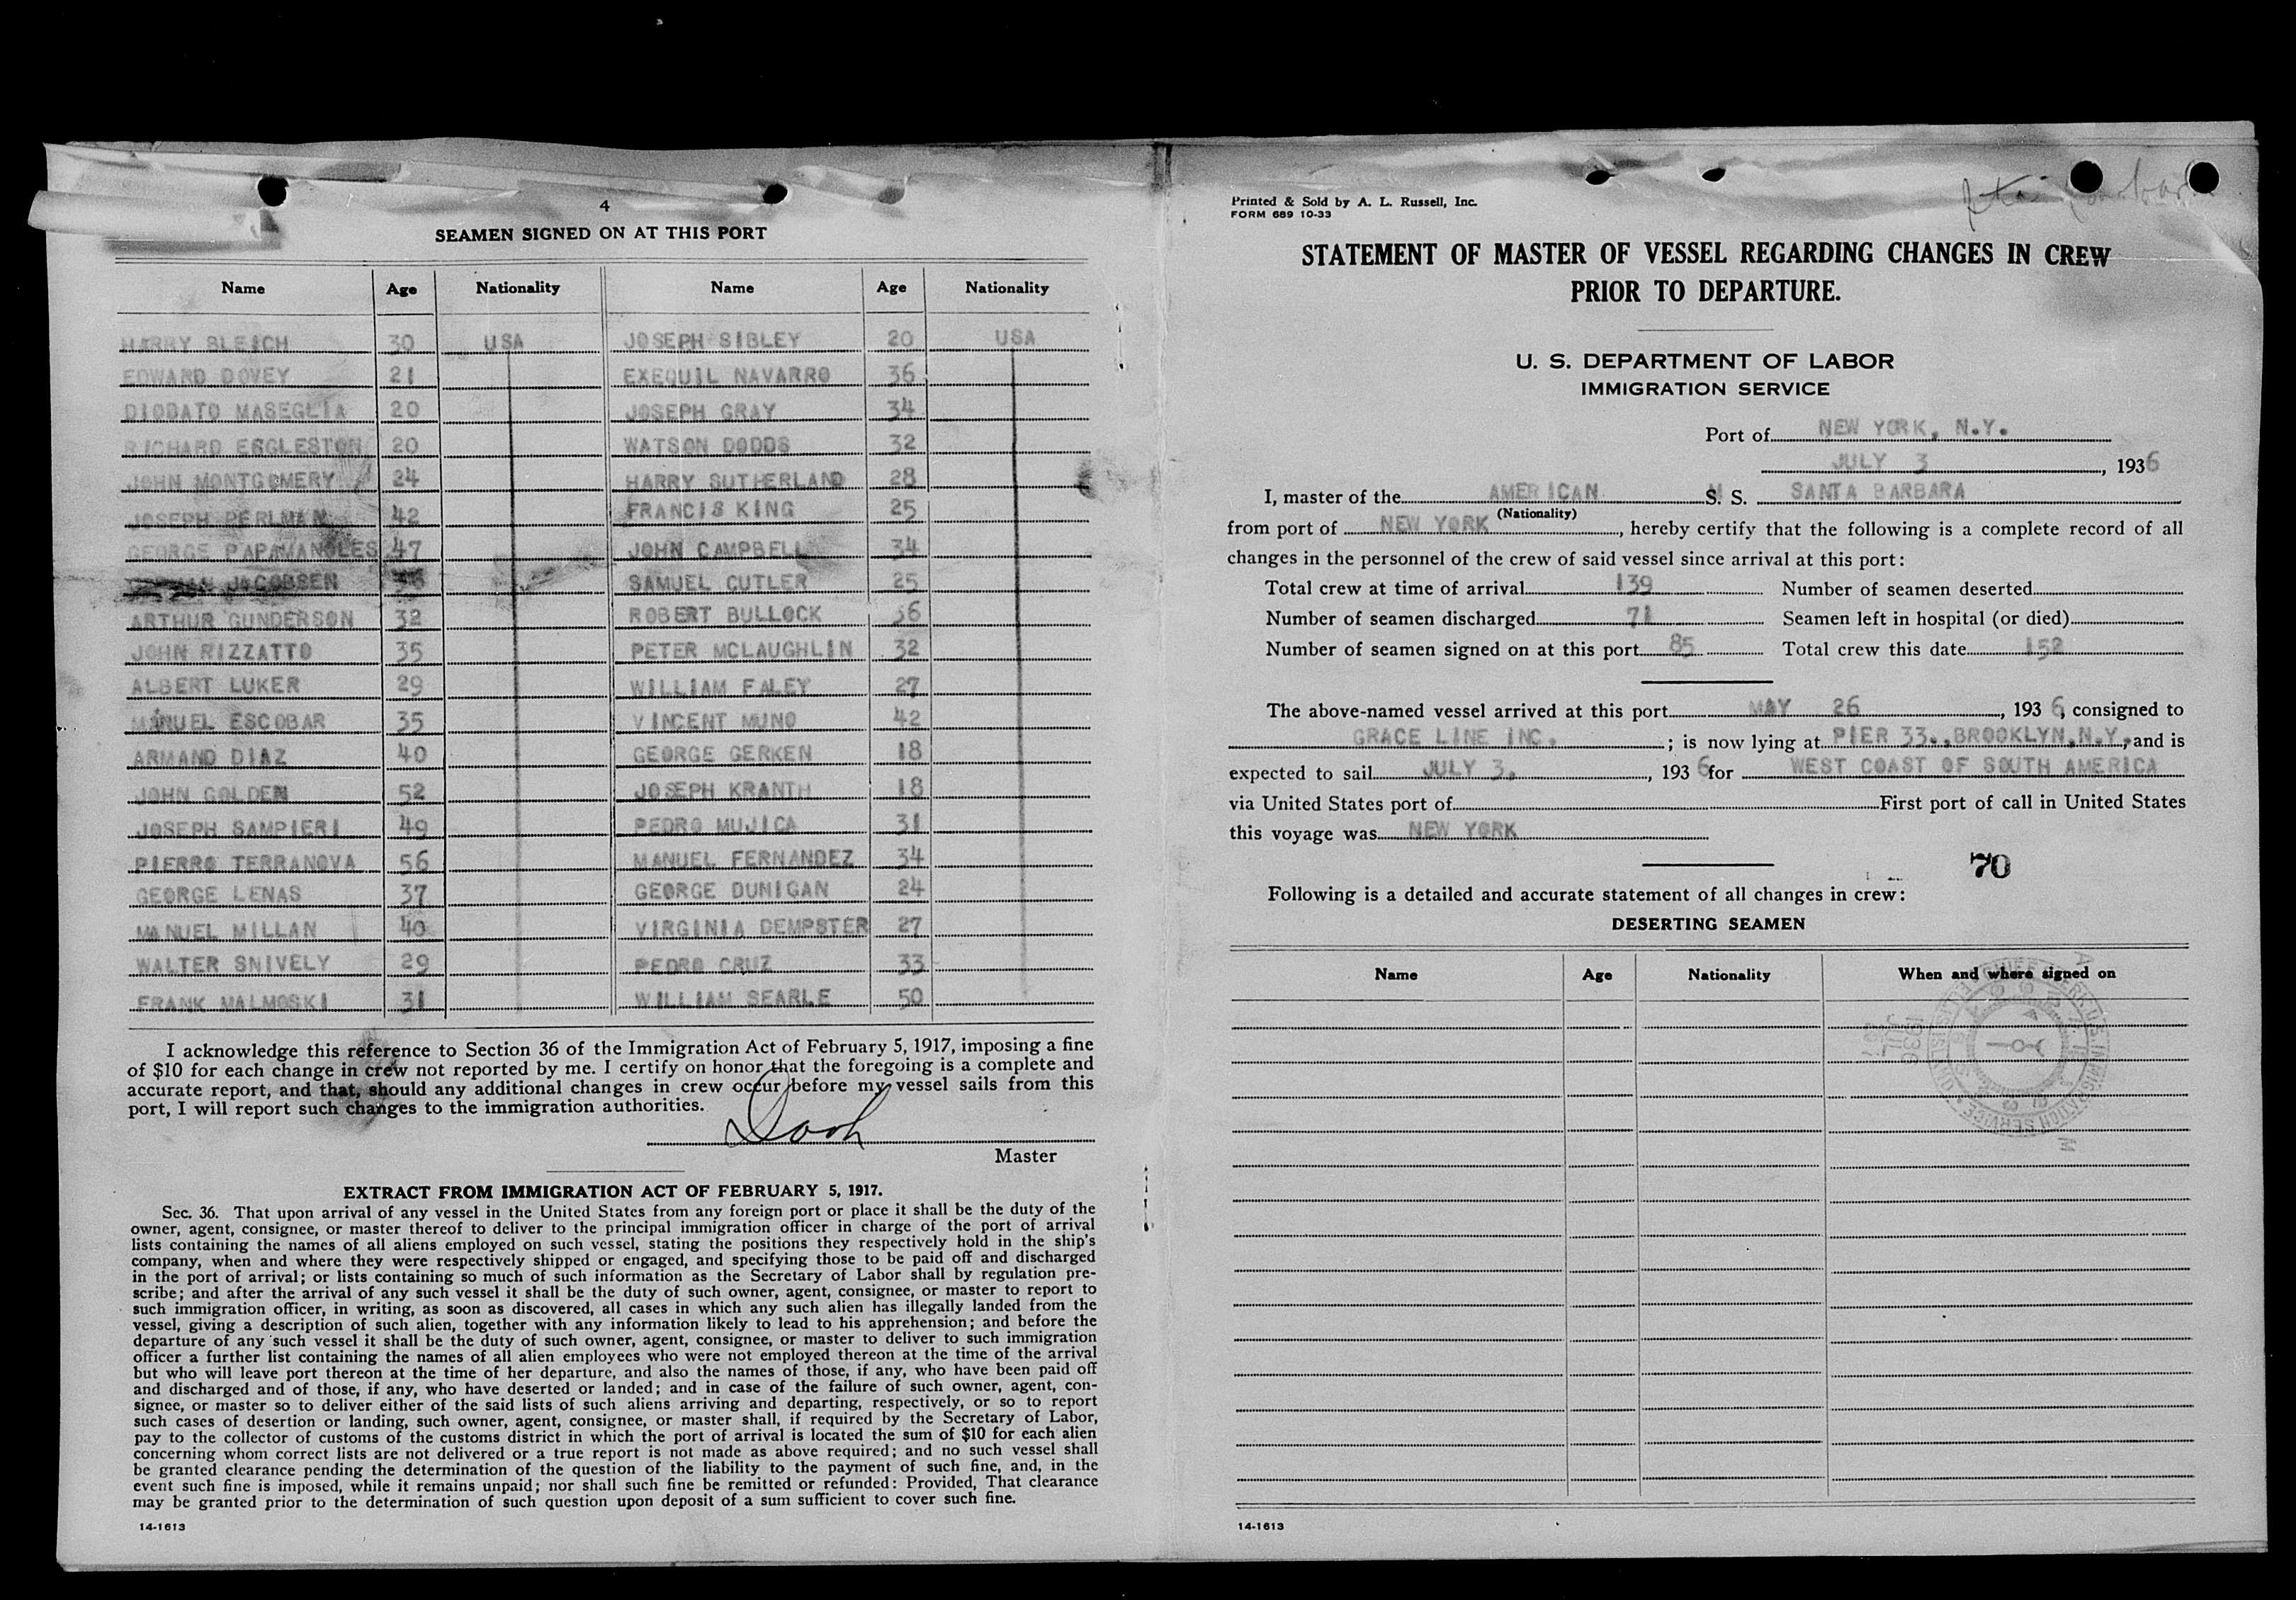 4
SEAMEN SIGNED ON AT THIS PORT
Name Age Nationality Name Age Nationality
HARRY BLEICH 30 USA JOSEPH SIBLEY 20 USA
EDWARD DOVEY 21 EXEQUIL NAVARRO 36
DIODATO MASEGLIA 20 JOSEPH GRAY 34
RICHARD EGGLESTON 20 WATSON DODDS 32
JOHN MONTGOMERY 24 HARRY SUTHERLAND 28
JOSEPH PERLMAN 42 FRANCIS KING 25
GEORGE PAPAMANOLES 47 JOHN CAMPBELL 34
JACOBSEN SAMUEL CUTLER 25
ARTHUR GUNDERSON 32 ROBERT BULLOCK 36
JOHN RIZZATTO 35 PETER MCLAUGHLIN 32
ALBERT LUKER 29 WILLIAM FALEY 27
MANUEL ESCOBAR 35 VINCENT MUNO 42
ARMAND DIAZ 40 GEORGE GERKEN 18
JOHN GOLDEN 52 JOSEPH KRANTH 18
JOSEPH SAMPIERI 49 PEDRO MUJICA 31
PIERRO TERRANOVA 56 MANUEL FERNANDEZ 34
GEORGE LENAS 37 GEORGE DUNIGAN 24
MANUEL MILLAN 40 VIRGINIA DEMPSTER 27
WALTER SNIVELY 29 PEDRO CRUZ 33
FRANK MALMOSKI 31 WILLIAM SEARLE 50
I acknowledge this reference to Section 36 of the Immigration Act of February 5, 1917, imposing a fine
of $10 for each change in crew not reported by me. I certify on honor that the foregoing is a complete and
accurate report, and that, should any additional changes in crew occur before my vessel sails from this
port, I will report such changes to the immigration authorities.
Master
EXTRACT FROM IMMIGRATION ACT OF FEBRUARY 5, 1917.
Sec. 36. That upon arrival of any vessel in the United States from any foreign port or place it shall be the duty of the
owner, agent, consignee, or master thereof to deliver to the principal immigration officer in charge of the port of arrival
lists containing the names of all aliens employed on such vessel, stating the positions they respectively hold in the ship's
company, when and where they were respectively shipped or engaged, and specifying those to be paid off and discharged
in the port of arrival; or lists containing so much of such information as the Secretary of Labor shall by regulation pre-
scribe; and after the arrival of any such vessel it shall be the duty of such owner, agent, consignee, or master to report to
such immigration officer, in writing, as soon as discovered, all cases in which any such alien has illegally landed from the
vessel, giving a description of such alien, together with any information likely to lead to his apprehension; and before the
departure of any such vessel it shall be the duty of such owner, agent, consignee, or master to deliver to such immigration
officer a further list containing the names of all alien employees who were not employed thereon at the time of the arrival
but who will leave port thereon at the time of her departure, and also the names of those, if any, who have been paid off
and discharged and of those, if any, who have deserted or landed; and in case of the failure of such owner, agent, con-
signee, or master so to deliver either of the said lists of such aliens arriving and departing, respectively, or so to report
such cases of desertion or landing, such owner, agent, consignee, or master shall, if required by the Secretary of Labor,
pay to the collector of customs of the customs district in which the port of arrival is located the sum of $10 for each alien
concerning whom correct lists are not delivered or a true report is not made as above required; and no such vessel shall
be granted clearance pending the determination of the question of the liability to the payment of such fine, and, in the
event such fine is imposed, while it remains unpaid; nor shall such fine be remitted or refunded: Provided, That clearance
may be granted prior to the determination of such question upon deposit of a sum sufficient to cover such fine.
14-1613
Printed & Sold by A. L. Russell, Inc.
FORM 689 10-33
STATEMENT OF MASTER OF VESSEL REGARDING CHANGES IN CREW
PRIOR TO DEPARTURE.
U. S. DEPARTMENT OF LABOR
IMMIGRATION SERVICE
Port of NEW YORK, N.Y.
JULY 3, 1936
I, master of the AMERICAN S. S. SANTA BARBARA
(Nationality)
from port of NEW YORK, hereby certify that the following is a complete record of all
changes in the personnel of the crew of said vessel since arrival at this port:
Total crew at time of arrival 139 Number of seamen deserted
Number of seamen discharged 71 Seamen left in hospital (or died)
Number of seamen signed on at this port 85 Total crew this date 152
The above-named vessel arrived at this port MAY 26, 1936, consigned to
GRACE LINE INC. ; is now lying at PIER 33., BROOKLYN, N.Y., and is
expected to sail JULY 3., 1936 for WEST COAST OF SOUTH AMERICA
via United States port of First port of call in United States
this voyage was NEW YORK
70
Following is a detailed and accurate statement of all changes in crew:
DESERTING SEAMEN
Name Age Nationality When and where signed on
14-1613